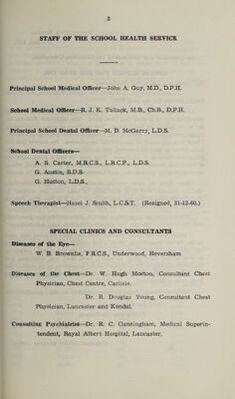 3
STAFF OF THE SCHOOL HEALTH SERVICE
Principal School Medical Officer—John A. Guy, M.D., D.P.H.
School Medical Officer—R. J. K. Tallack, M.B., Ch.B., D.P.H.
Principal School Dental Officer—M. D. McGarry, L.D.S.
School Dental Officers—
A. S. Carter, M.R.C.S., L.R.C.P., L.D.S.
G. Austin, B.D.S.
G. Hutton, L.D.S.,
Speech Therapist—Hazel J. Smith, L.C.S.T. (Resigned, 31-12-60.)
SPECIAL CLINICS AND CONSULTANTS
Diseases of the Eye—
W. B. Brownlie, F.R.C.S., Underwood, Heversham
Diseases of the Chest—Dr. W. Hugh Morton, Consultant Chest
Physician, Chest Centre, Carlisle.
Dr. R. Douglas Young, Consultant Chest
Physician, Lancaster and Kendal.
Consulting Psychiatrist—Dr. R. C. Cunningham, Medical Superin-
tendent, Royal Albert Hospital, Lancaster.